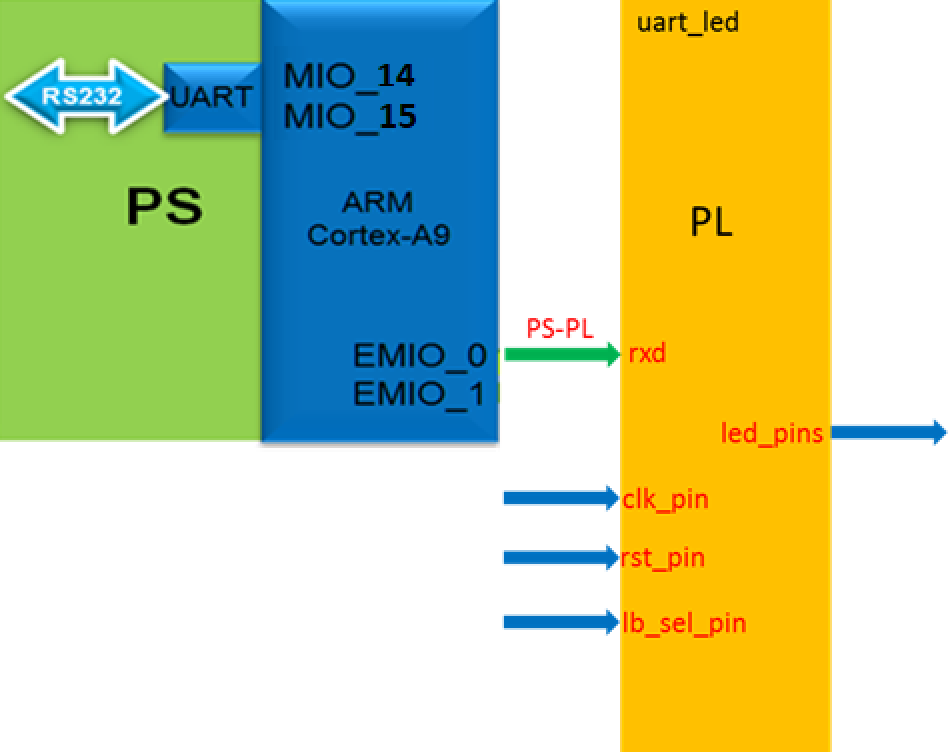 uart_led
RS232
UART
MIO_14
MIO_15
PS
ARM
Cortex-A9
PL
PS-PL
EMIO_0
rxd
EMIO_1
led_pins
clk_pin
rst_pin
lb_sel_pin